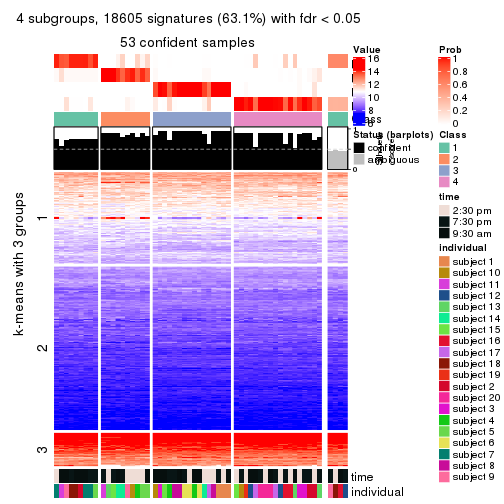 4 subgroups, 18605 signatures (63.1%) with fdr < 0.05
53 confident samples
k-means with 3 groups
1
2
3
Value
16
14
12
10
8
6
Status (barplots)
confident
ambiguous
Class
0
time
individual
Prob
1
0.8
0.6
0.4
0.2
0
Class
1
2
3
4
time
2:30 pm
7:30 pm
9:30 am
individual
subject 1
subject 10
subject 11
subject 12
subject 13
subject 14
subject 15
subject 16
subject 17
subject 18
subject 19
subject 2
subject 20
subject 3
subject 4
subject 5
subject 6
subject 7
subject 8
subject 9